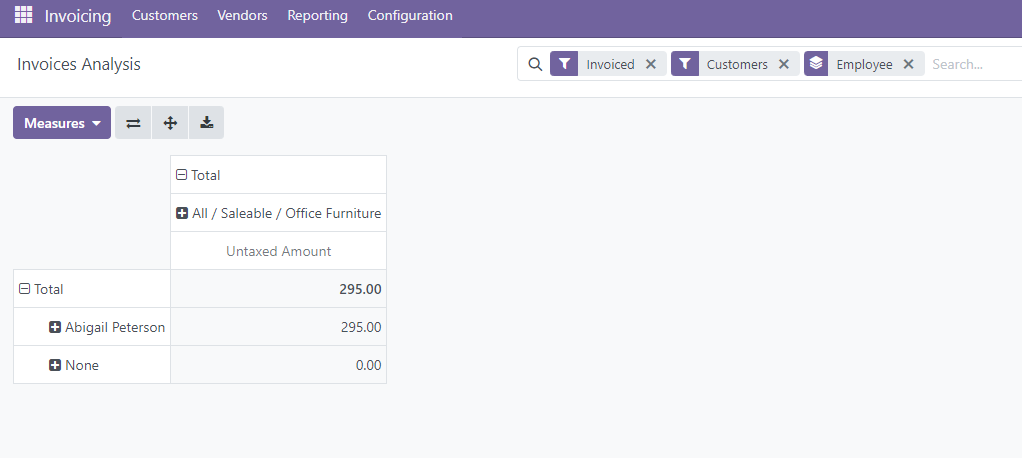 Invoicing Customers Vendors Reporting Configuration
Invoices Analysis
Invoiced Customers Employee Search...
Measures
Total
All / Saleable / Office Furniture
Untaxed Amount
Total 295.00
Abigail Peterson 295.00
None 0.00